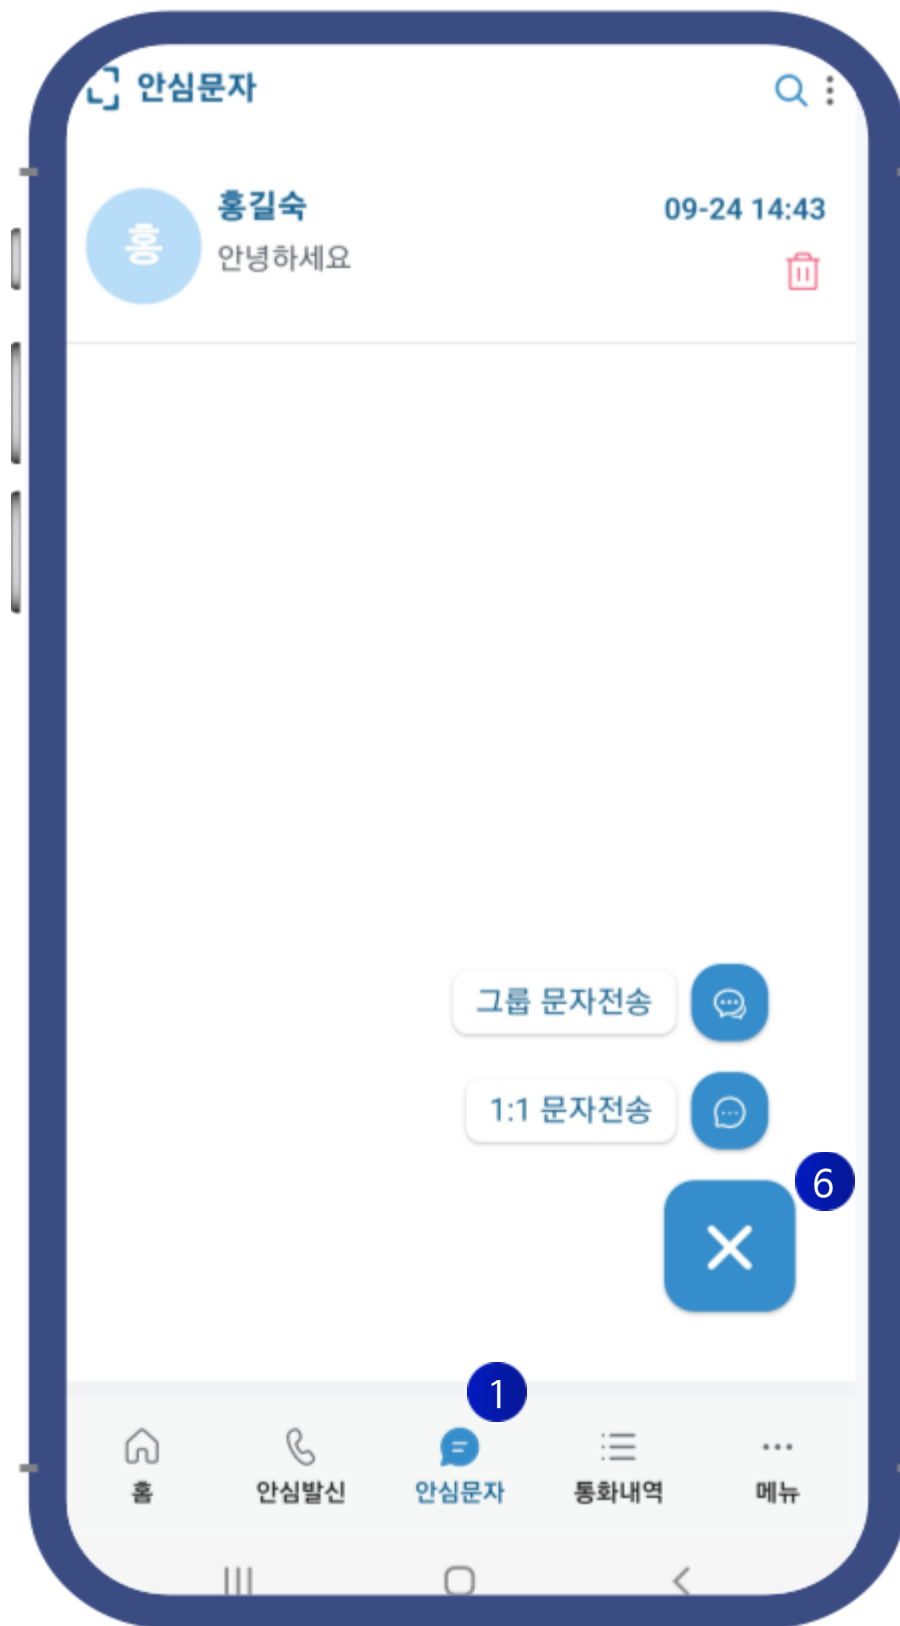 안심문자
홍
홍길숙
09-24 14:43
안녕하세요
그룹 문자전송
1:1 문자전송
6
1
홈
안심발신
안심문자
통화내역
메뉴